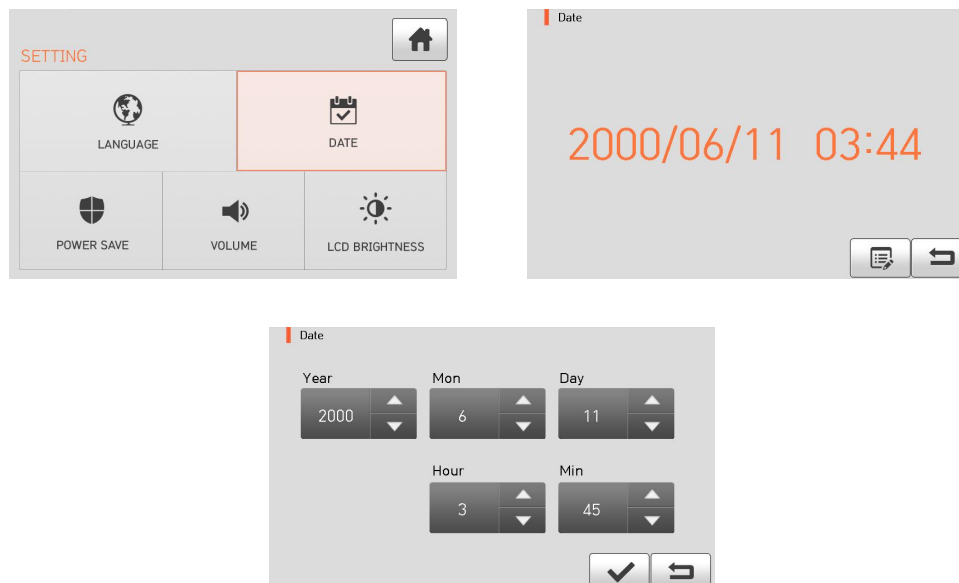 SETTING
LANGUAGE
DATE
POWER SAVE
VOLUME
LCD BRIGHTNESS
Date
2000/06/11 03:44
Date
Year Mon Day
2000 6 11
Hour Min
3 45